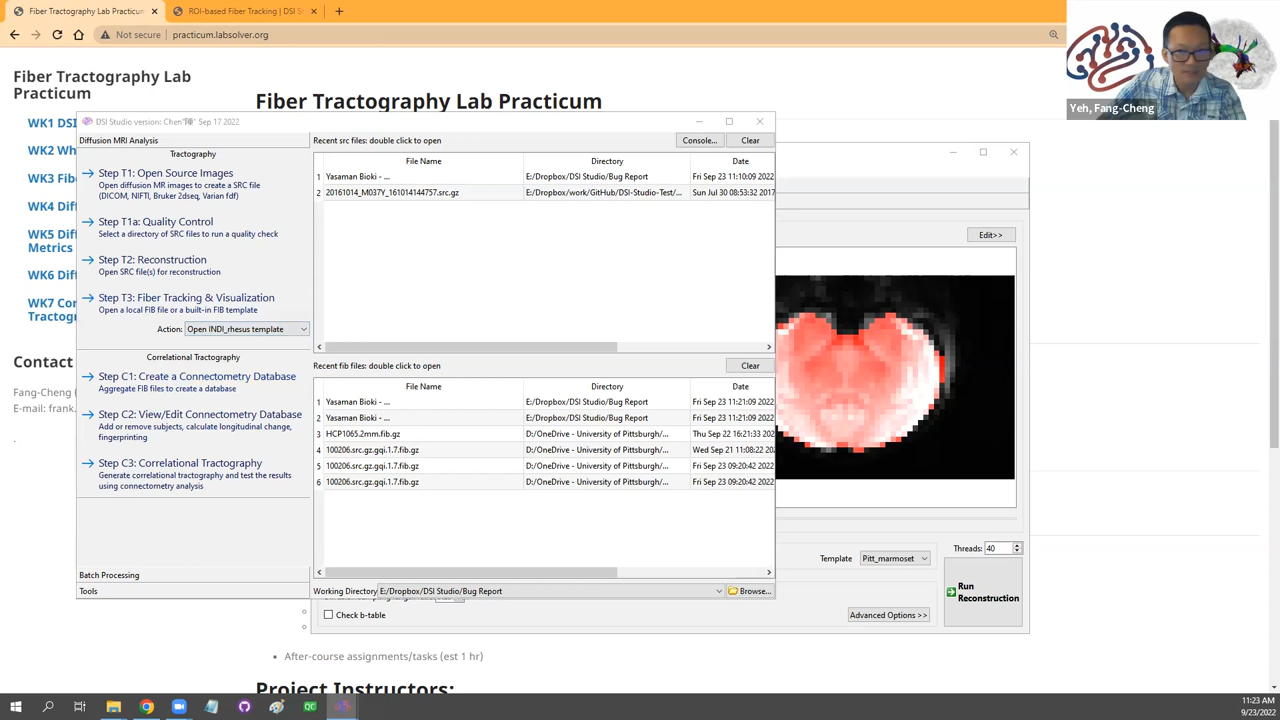 Fiber Tractography Lab Practicum
ROI-based Fiber Tracking | DSI S
Not secure | practicum.labsolver.org
Yeh, Fang-Cheng
Fiber Tractography Lab
Practicum
WK1 DSI
WK2 Wh
WK3 Fib
WK4 Dif
WK5 Dif
Metrics
WK6 Dif
WK7 Con
Tractog
Contact
Fang-Cheng (
E-mail: frank.
.
Fiber Tractography Lab Practicum
Diffusion MRI Analysis
Tractography
Step T1: Open Source Images
Open diffusion MR images to create a SRC file
(DICOM, NIFTI, Bruker 2dseq, Varian fdf)
Step T1a: Quality Control
Select a directory of SRC files to run a quality check
Step T2: Reconstruction
Open SRC file(s) for reconstruction
Step T3: Fiber Tracking & Visualization
Open a local FIB file or a built-in FIB template
Action: Open INDI_rhesus template
Correlational Tractography
Step C1: Create a Connectometry Database
Aggregate FIB files to create a database
Step C2: View/Edit Connectometry Database
Add or remove subjects, calculate longitudinal change,
fingerprinting
Step C3: Correlational Tractography
Generate correlational tractography and test the results
using connectometry analysis
Batch Processing
Tools
Recent src files: double click to open
Console...
Clear
File Name Directory Date
1 Yasaman Bioki - ... E:/Dropbox/DSI Studio/Bug Report Fri Sep 23 11:10:09 2022
2 20161014_M037Y_161014144757.src.gz E:/Dropbox/work/GitHub/DSI-Studio-Test/... Sun Jul 30 08:53:32 2017
Recent fib files: double click to open
Clear
File Name Directory Date
1 Yasaman Bioki - ... E:/Dropbox/DSI Studio/Bug Report Fri Sep 23 11:21:09 2022
2 Yasaman Bioki - ... E:/Dropbox/DSI Studio/Bug Report Fri Sep 23 11:21:09 2022
3 HCP1065.2mm.fib.gz D:/OneDrive - University of Pittsburgh/... Thu Sep 22 16:21:33 202
4 100206.src.gz.gqi.1.7.fib.gz D:/OneDrive - University of Pittsburgh/... Wed Sep 21 11:08:22 20
5 100206.src.gz.gqi.1.7.fib.gz D:/OneDrive - University of Pittsburgh/... Fri Sep 23 09:20:42 2022
6 100206.src.gz.gqi.1.7.fib.gz D:/OneDrive - University of Pittsburgh/... Fri Sep 23 09:20:42 2022
Working Directory E:/Dropbox/DSI Studio/Bug Report
Browse...
Edit>>
Template Pitt_marmoset
Threads: 40
Run
Reconstruction
Check b-table
Advanced Options >>
After-course assignments/tasks (est 1 hr)
Project Instructors:
11:23 AM
9/23/2022